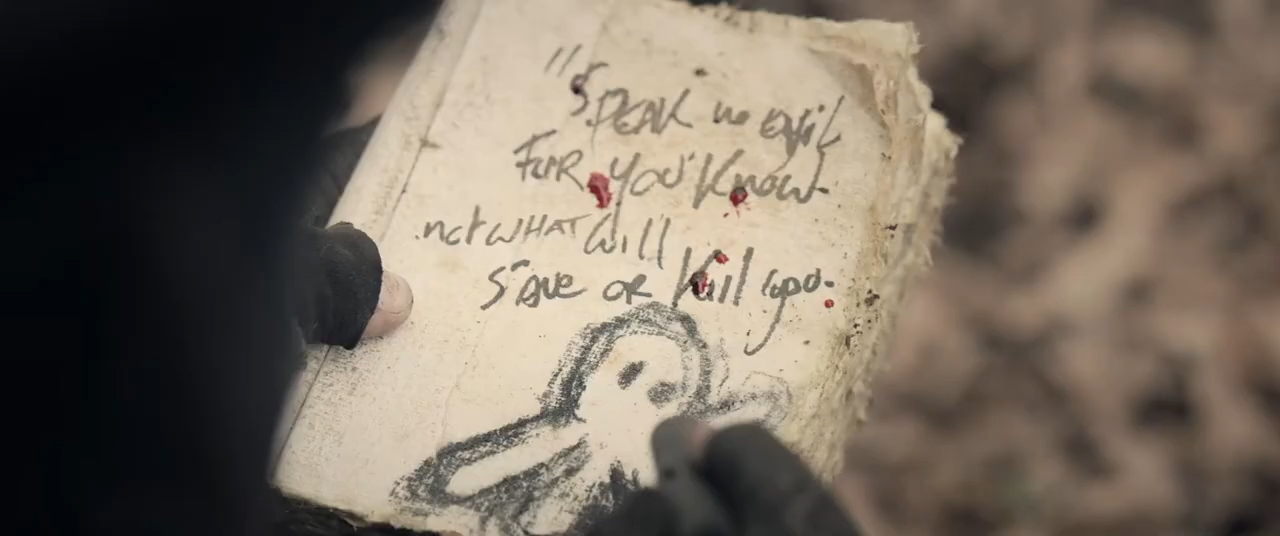 "SPEAK no EVIL
FOR YOU Know
not WHAT Will
SAVE OR Kill you.